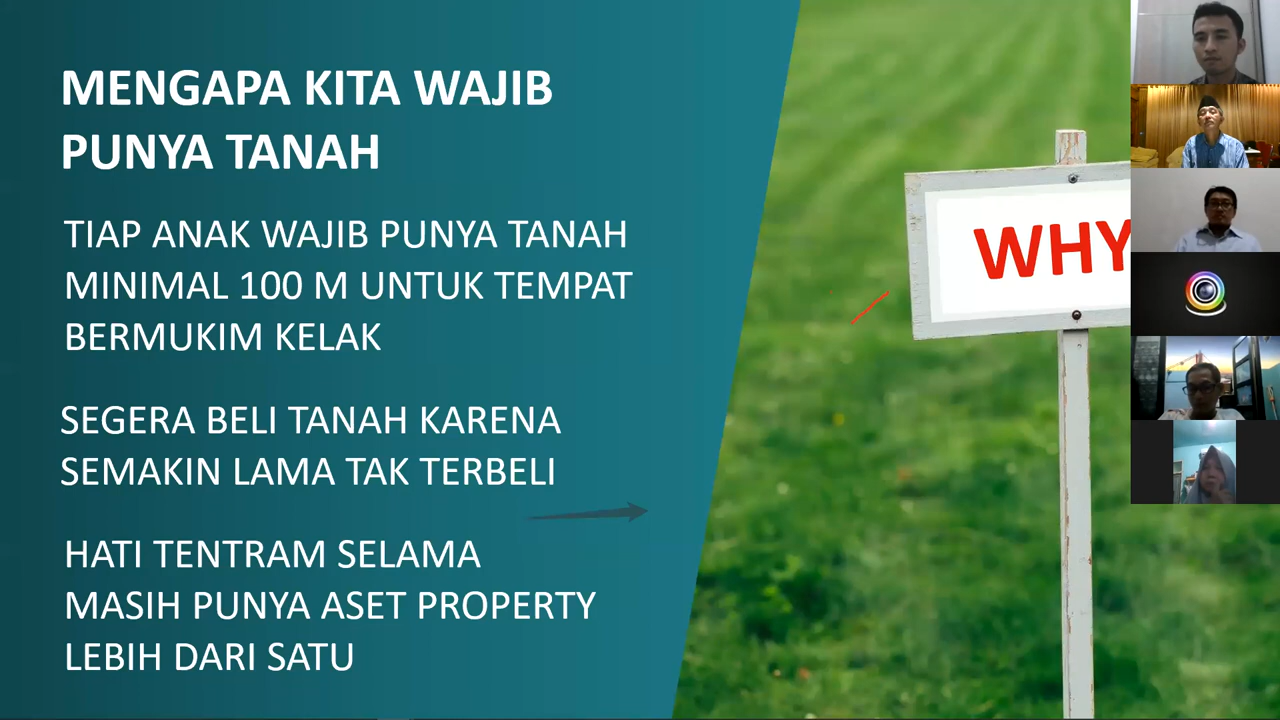 MENGAPA KITA WAJIB
PUNYA TANAH
TIAP ANAK WAJIB PUNYA TANAH
MINIMAL 100 M UNTUK TEMPAT
BERMUKIM KELAK
SEGERA BELI TANAH KARENA
SEMAKIN LAMA TAK TERBELI
HATI TENTRAM SELAMA
MASIH PUNYA ASET PROPERTY
LEBIH DARI SATU
WHY